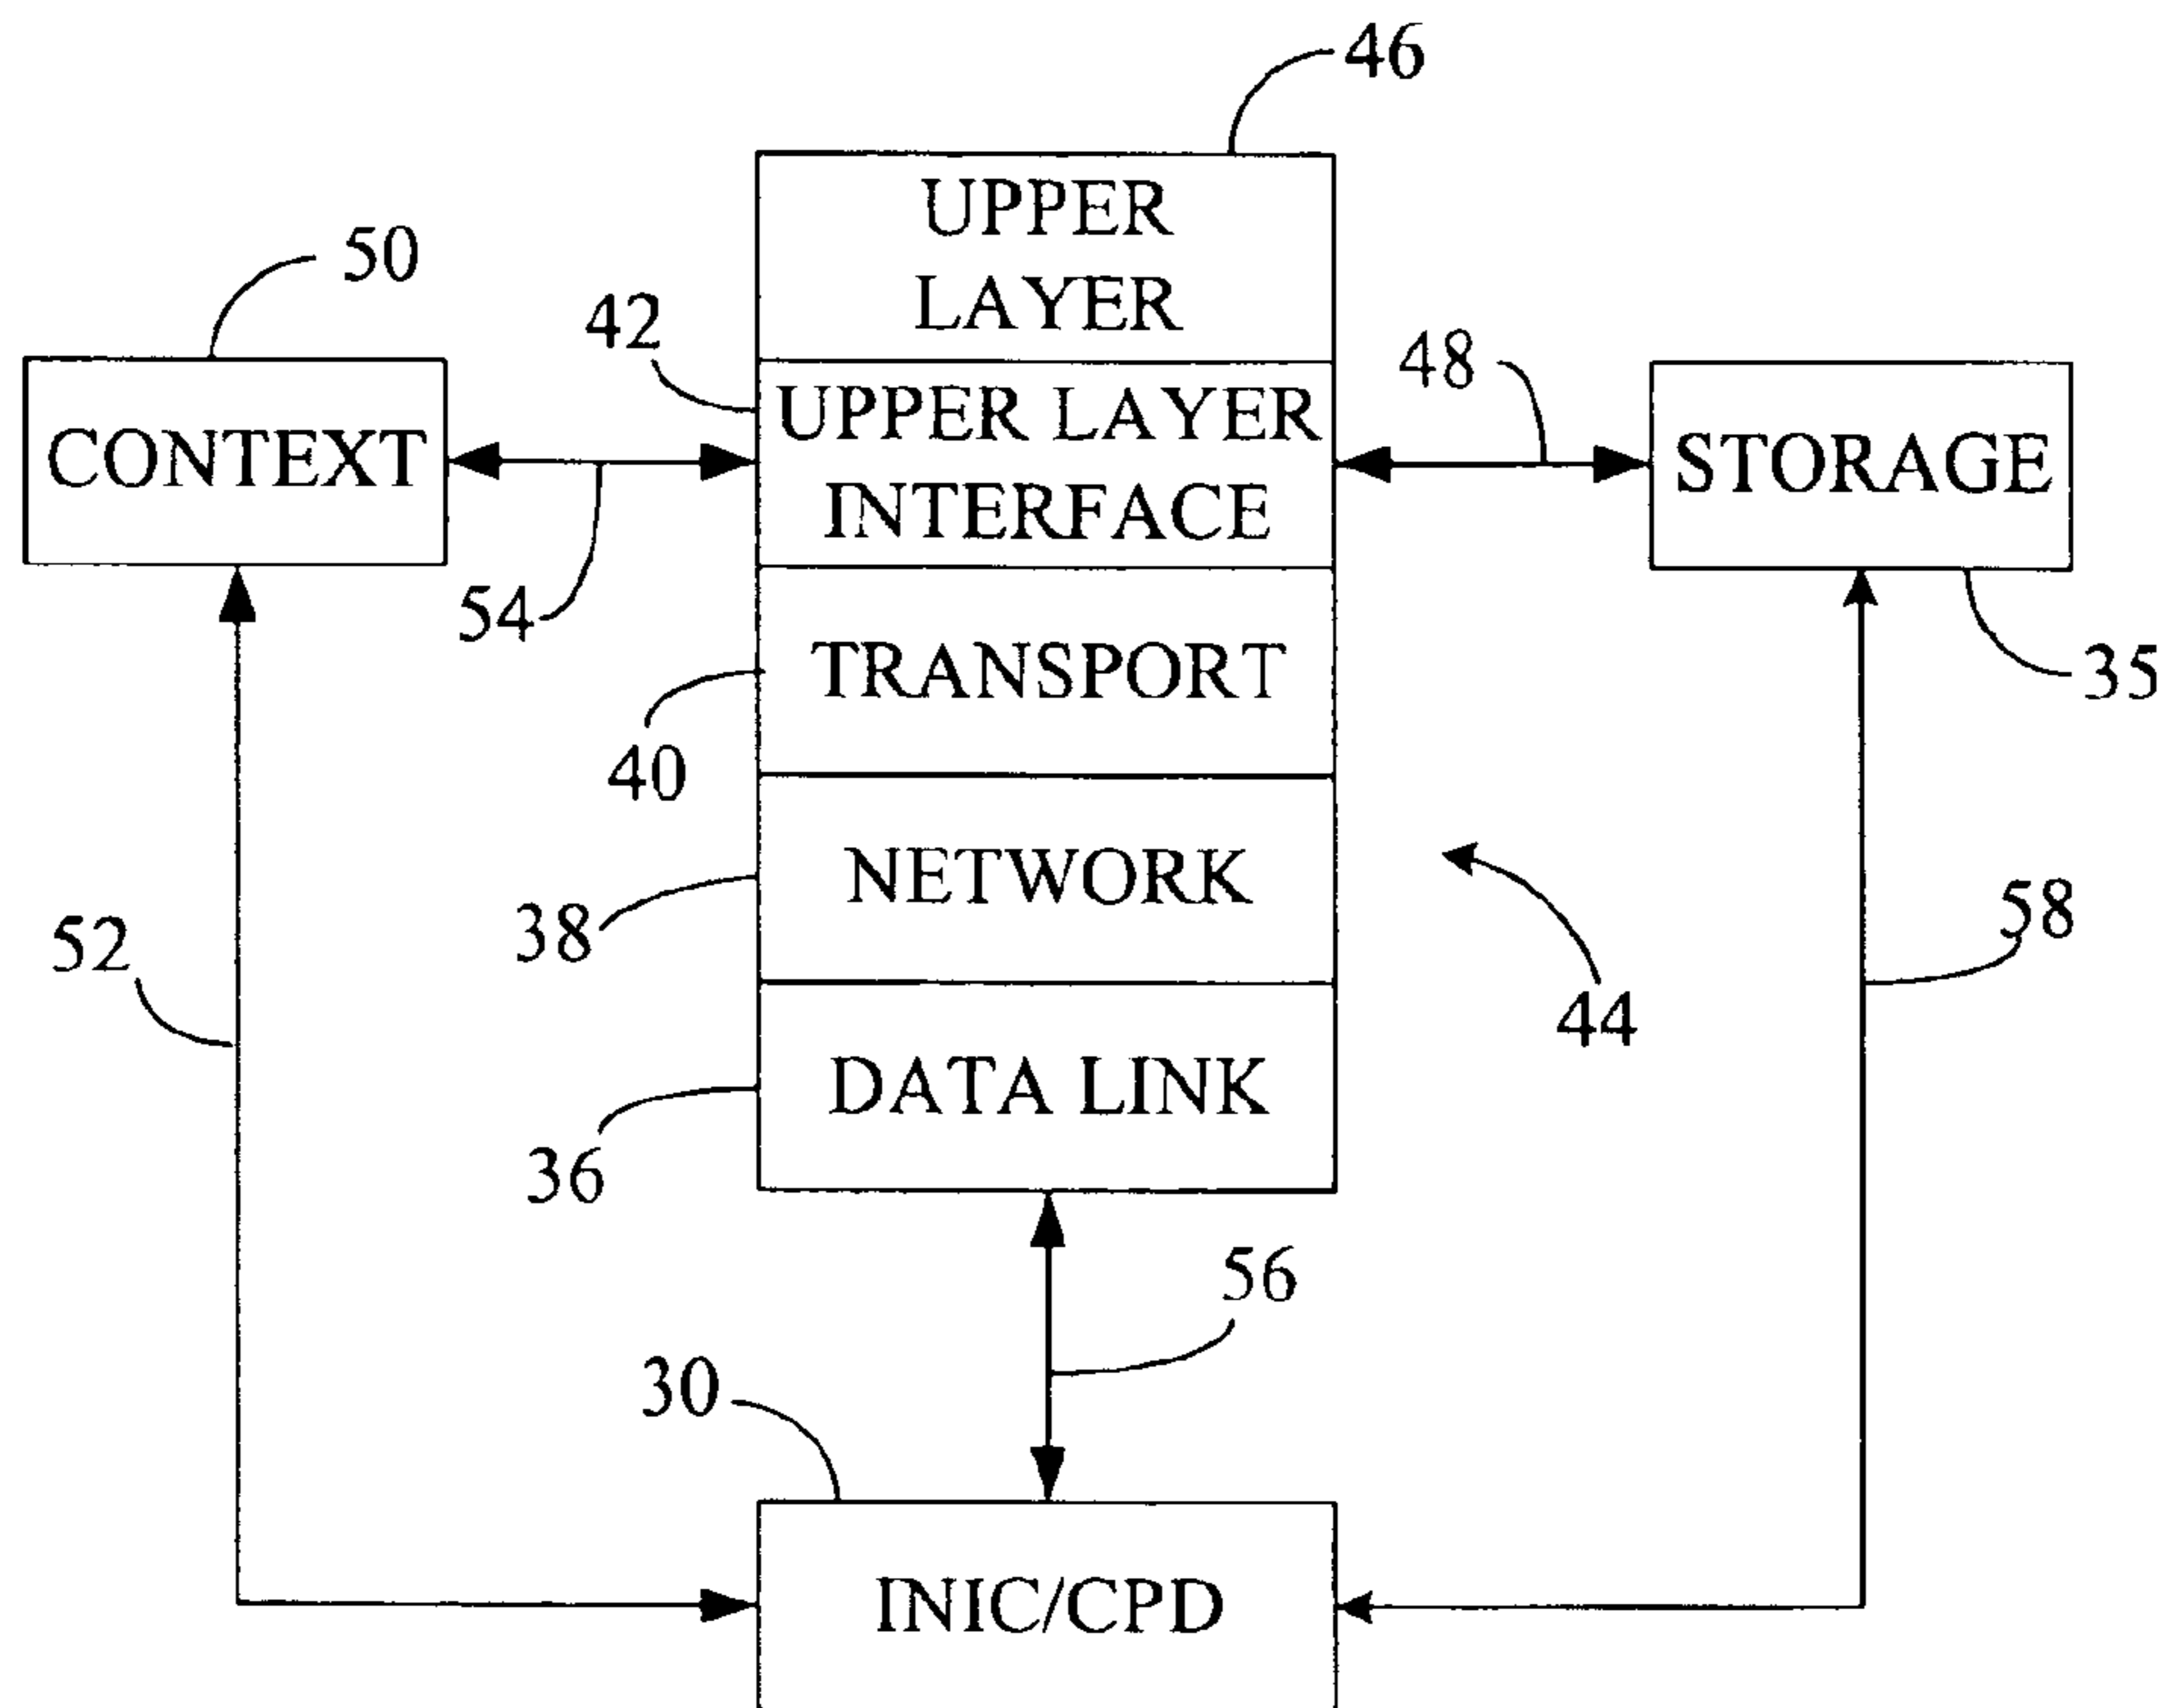 46
UPPER
LAYER
50
42
48
UPPER LAYER
INTERFACE
CONTEXT
STORAGE
54
TRANSPORT
35
40
NETWORK
38
52
58
44
DATA LINK
36
56
30
INIC/CPD